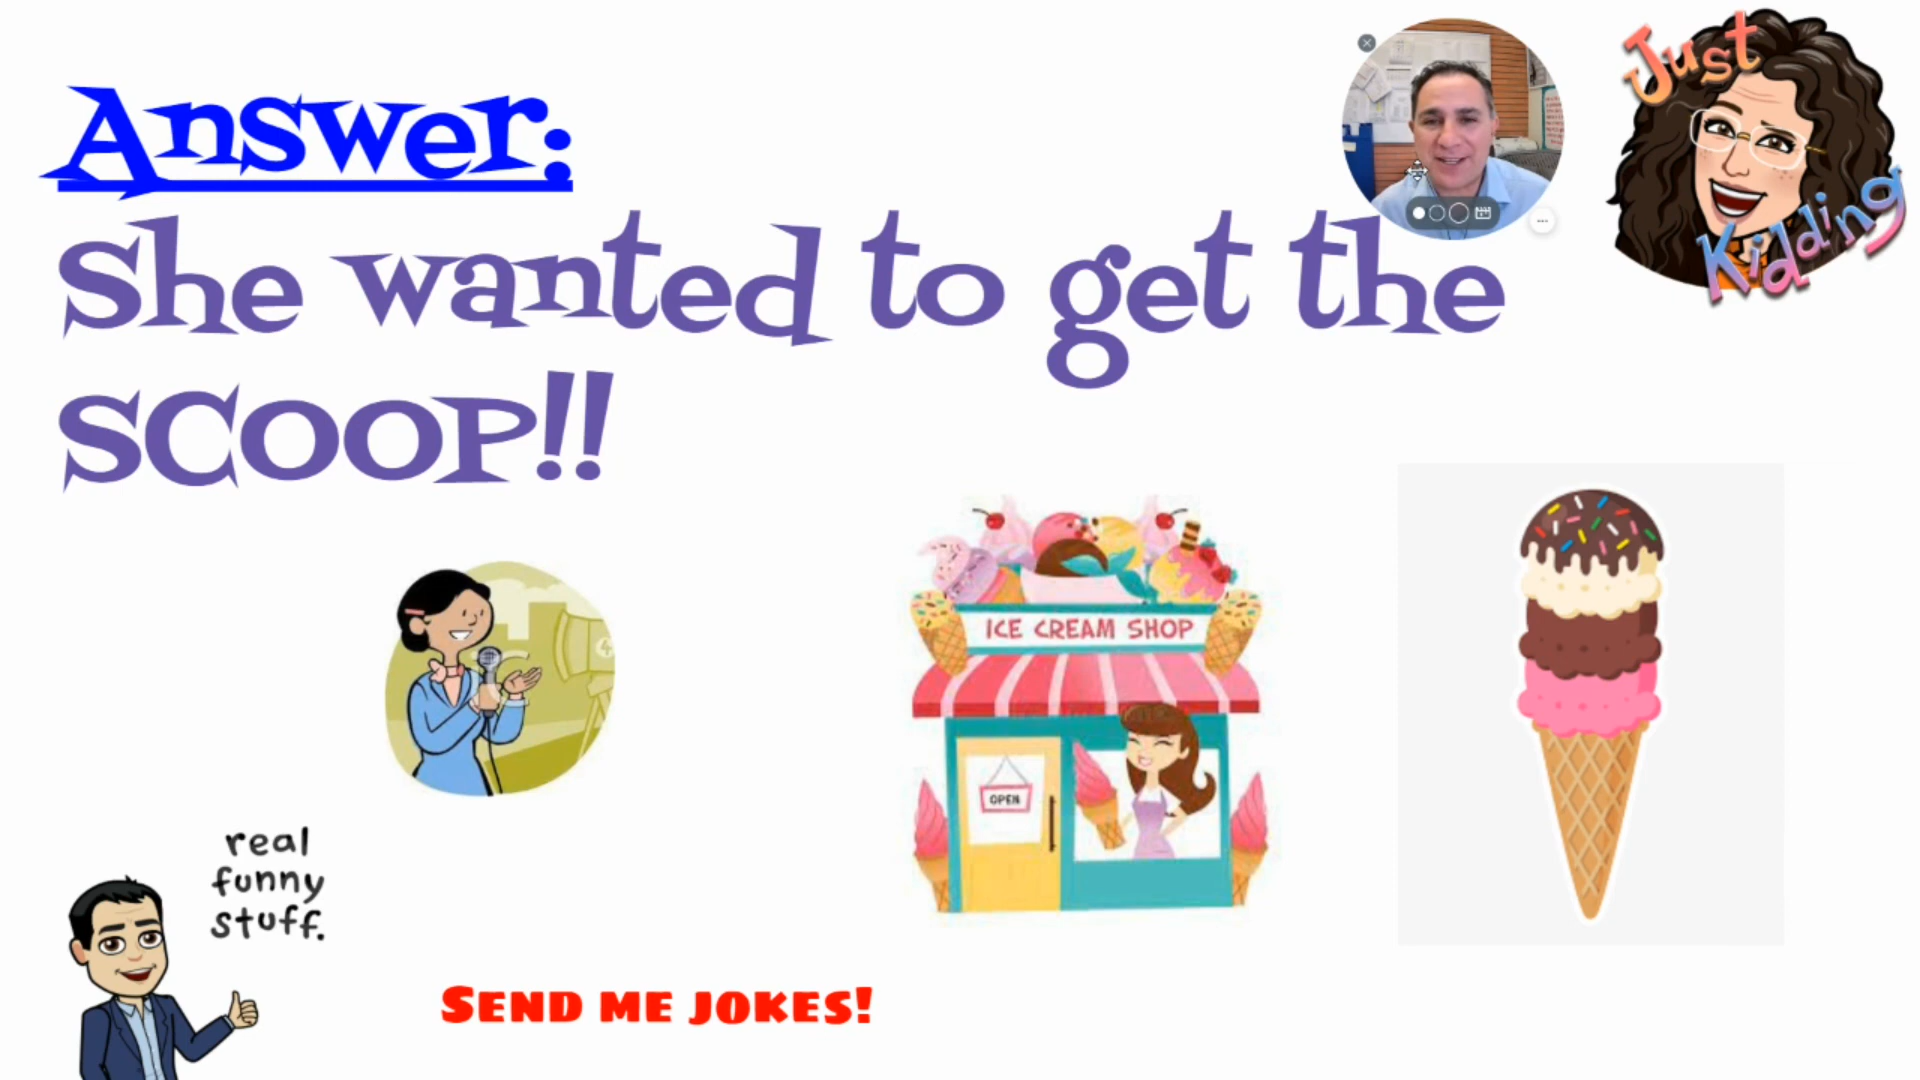 Answer:
She wanted to get the
SCOOP!!
Just
Kidding
ICE CREAM SHOP
OPEN
real
funny
stuff.
SEND ME JOKES!